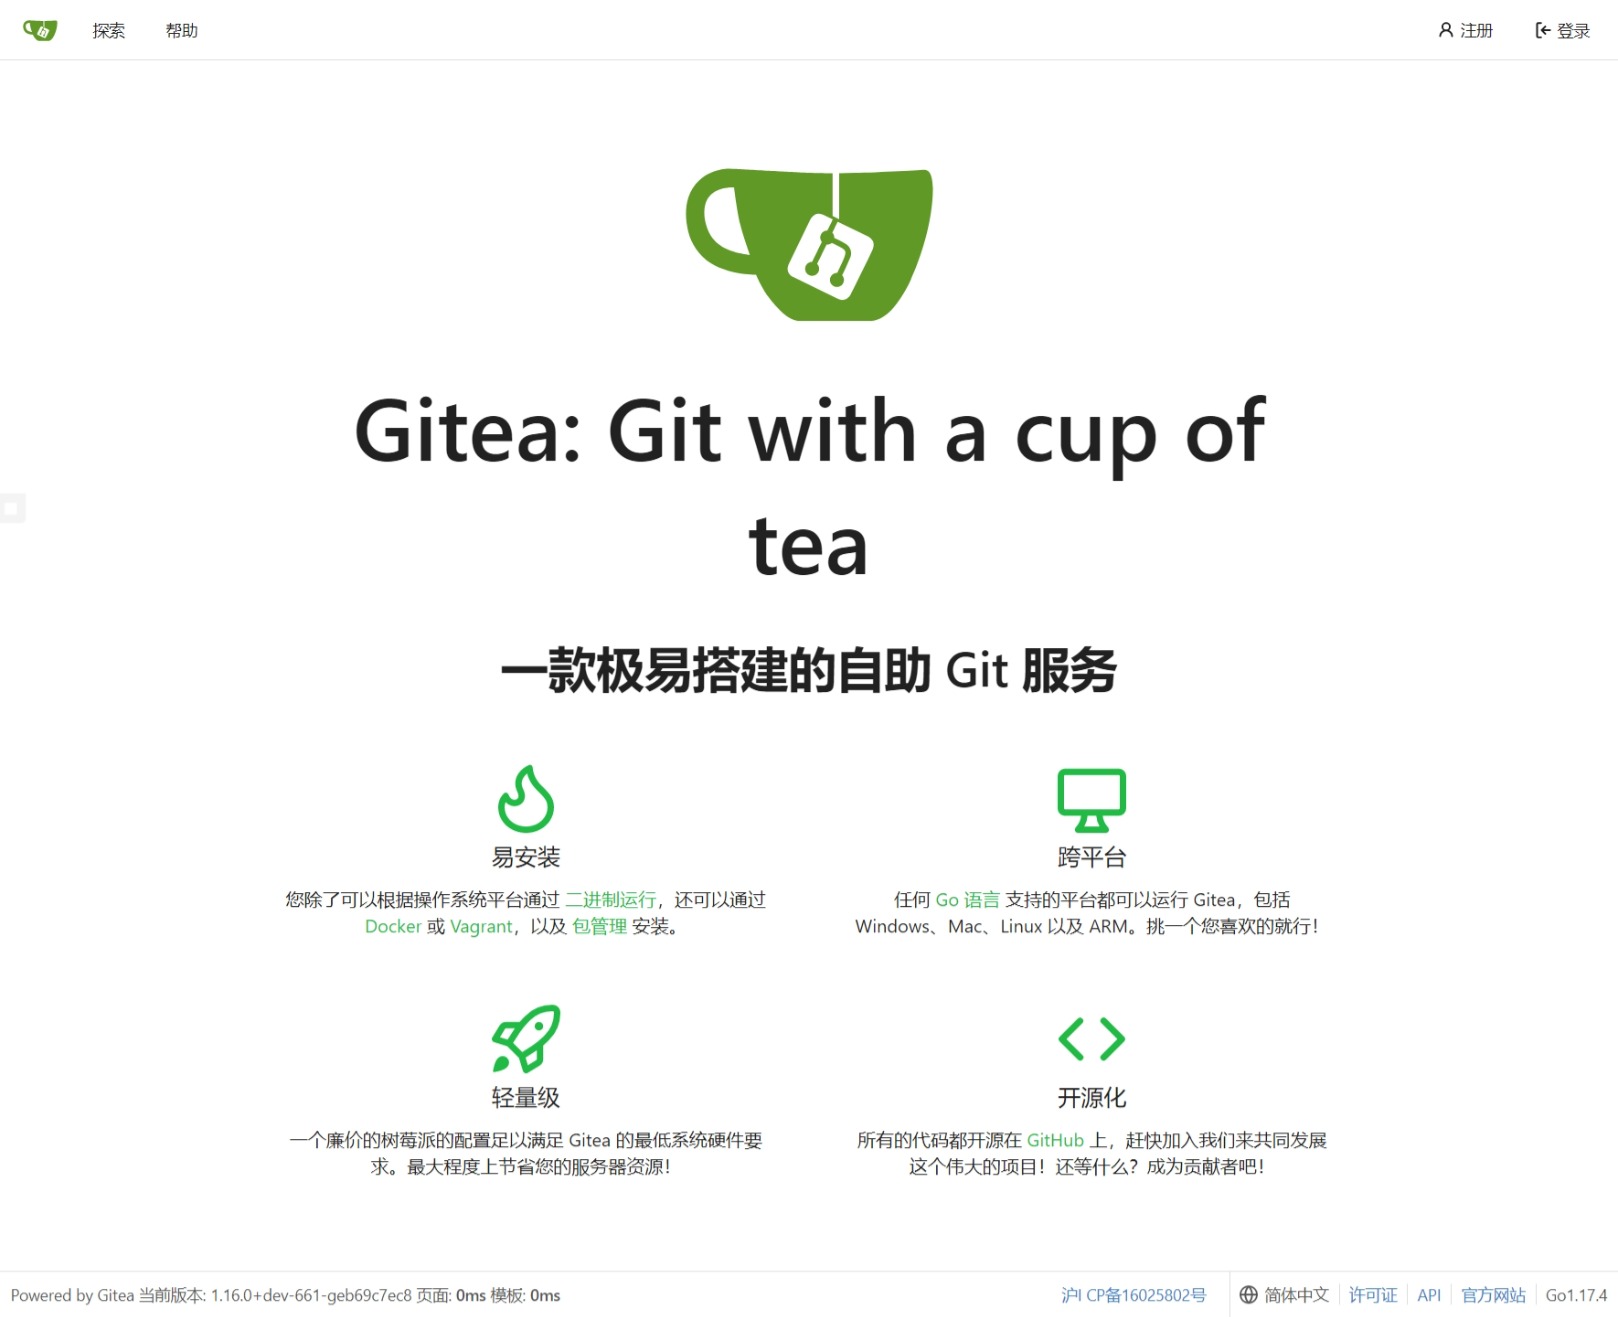 探索 帮助 注册 登录
Gitea: Git with a cup of
tea
一款极易搭建的自助 Git 服务
易安装
您除了可以根据操作系统平台通过 二进制运行，还可以通过
Docker 或 Vagrant，以及 包管理 安装。
跨平台
任何 Go 语言 支持的平台都可以运行 Gitea，包括
Windows、Mac、Linux 以及 ARM。挑一个您喜欢的就行！
轻量级
一个廉价的树莓派的配置足以满足 Gitea 的最低系统硬件要
求。最大程度上节省您的服务器资源！
开源化
所有的代码都开源在 GitHub 上，赶快加入我们来共同发展
这个伟大的项目！还等什么？成为贡献者吧！
Powered by Gitea 当前版本: 1.16.0+dev-661-geb69c7ec8 页面: 0ms 模板: 0ms 沪I CP备16025802号 简体中文 许可证 API 官方网站 Go1.17.4